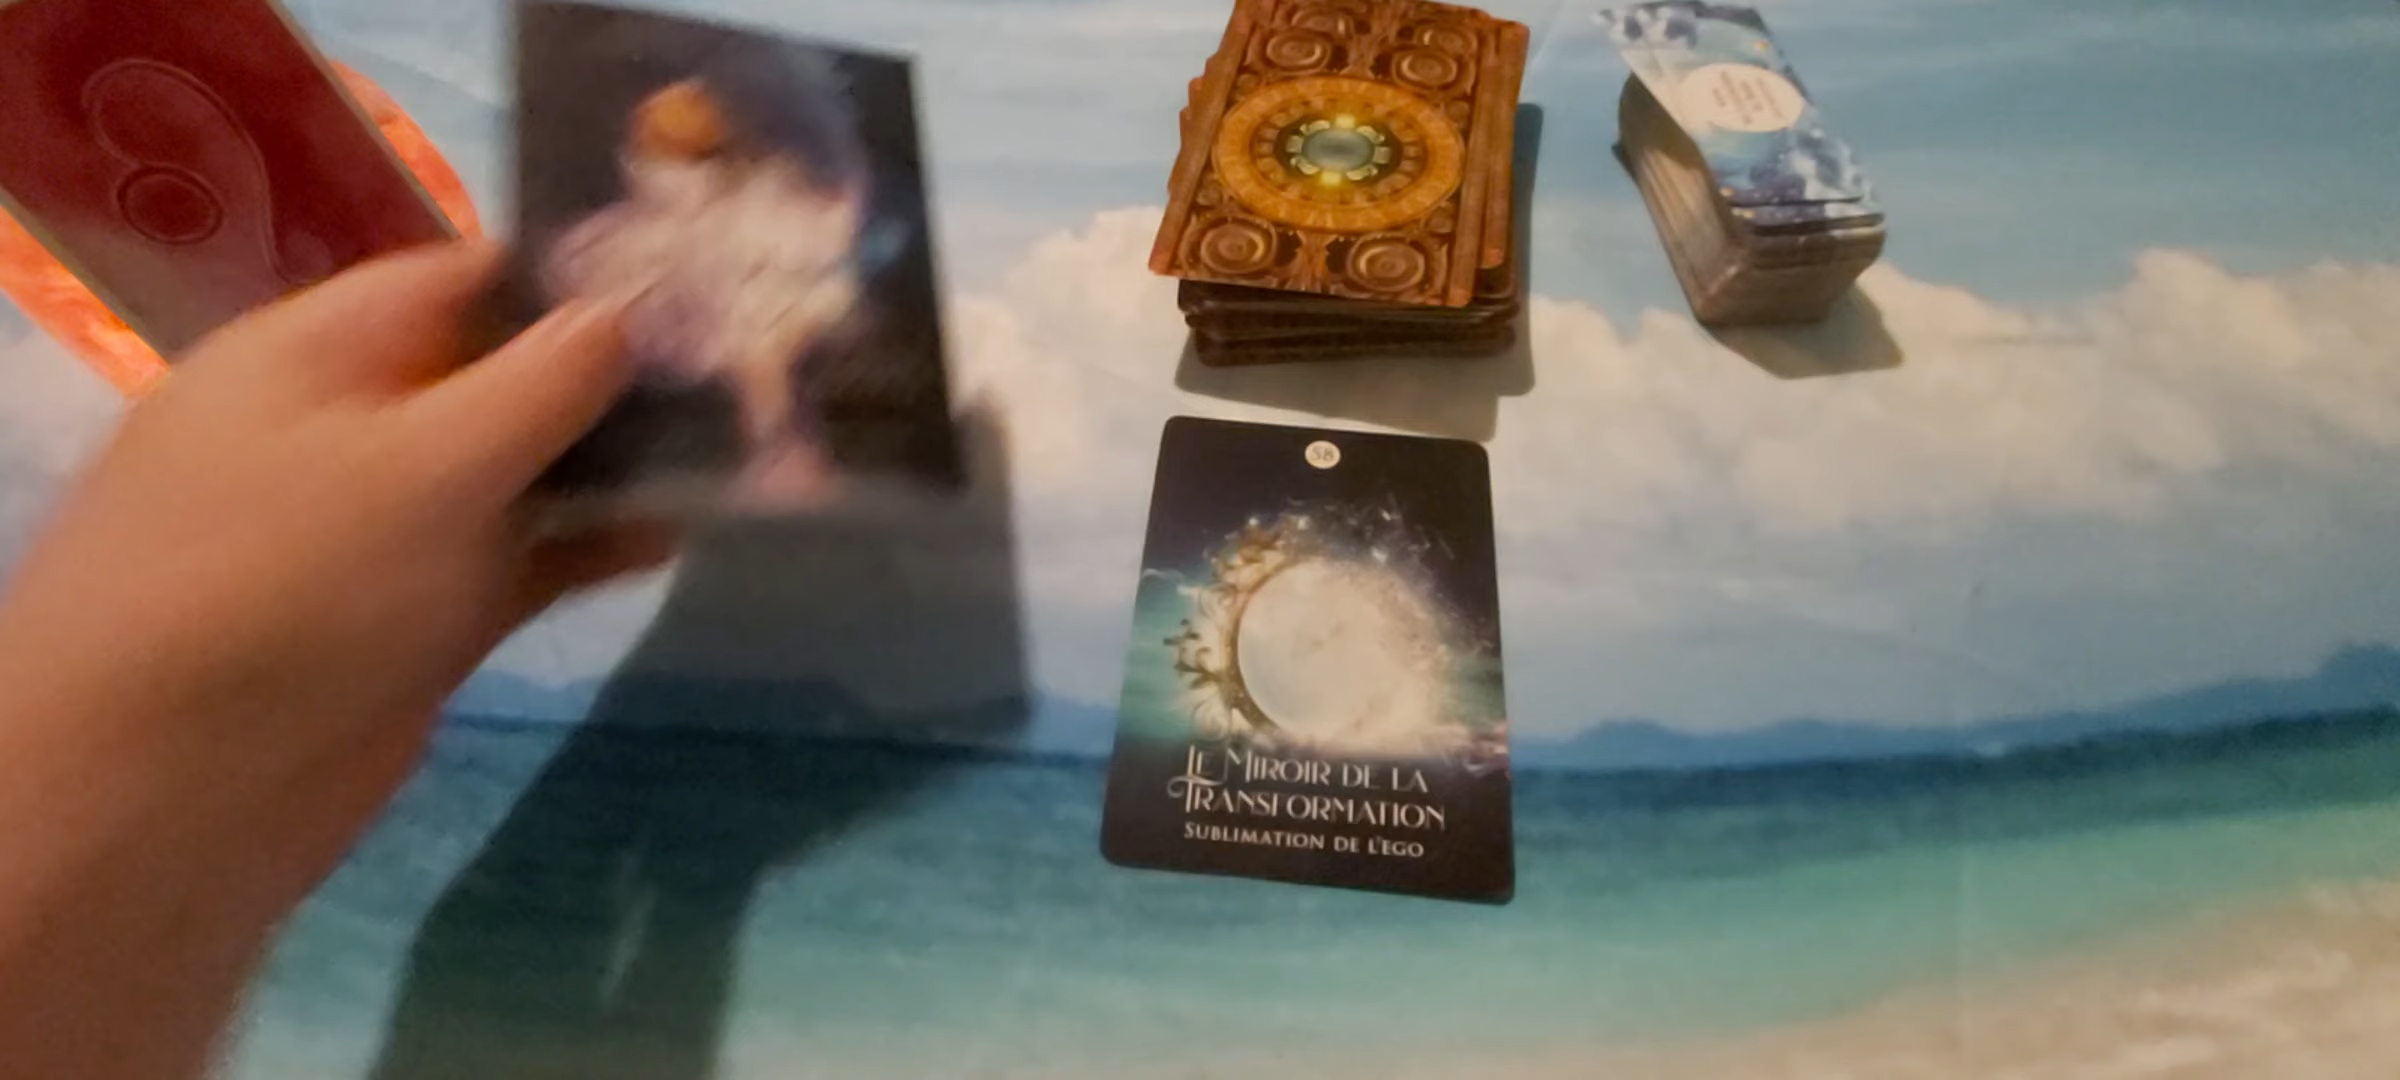 58
LE MIROIR DE LA
TRANSFORMATION
SUBLIMATION DE L'EGO